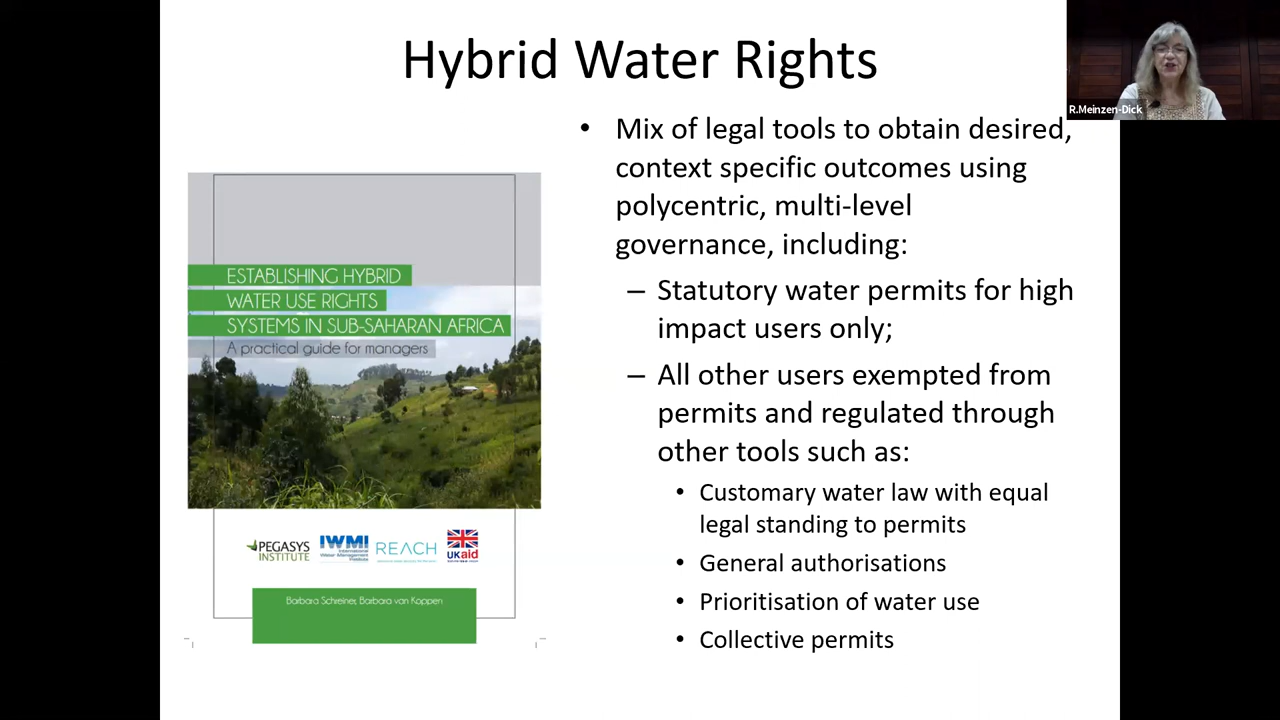 Hybrid Water Rights
R.Meinzen-Dick
• Mix of legal tools to obtain desired,
context specific outcomes using
polycentric, multi-level
governance, including:
– Statutory water permits for high
impact users only;
– All other users exempted from
permits and regulated through
other tools such as:
• Customary water law with equal
legal standing to permits
• General authorisations
• Prioritisation of water use
• Collective permits
ESTABLISHING HYBRID
WATER USE RIGHTS
SYSTEMS IN SUB-SAHARAN AFRICA
A practical guide for managers
PEGASYS
INSTITUTE
IWMI
International
Water Management
Institute
REACH
UKaid
Barbara Schreiner, Barbara van Koppen